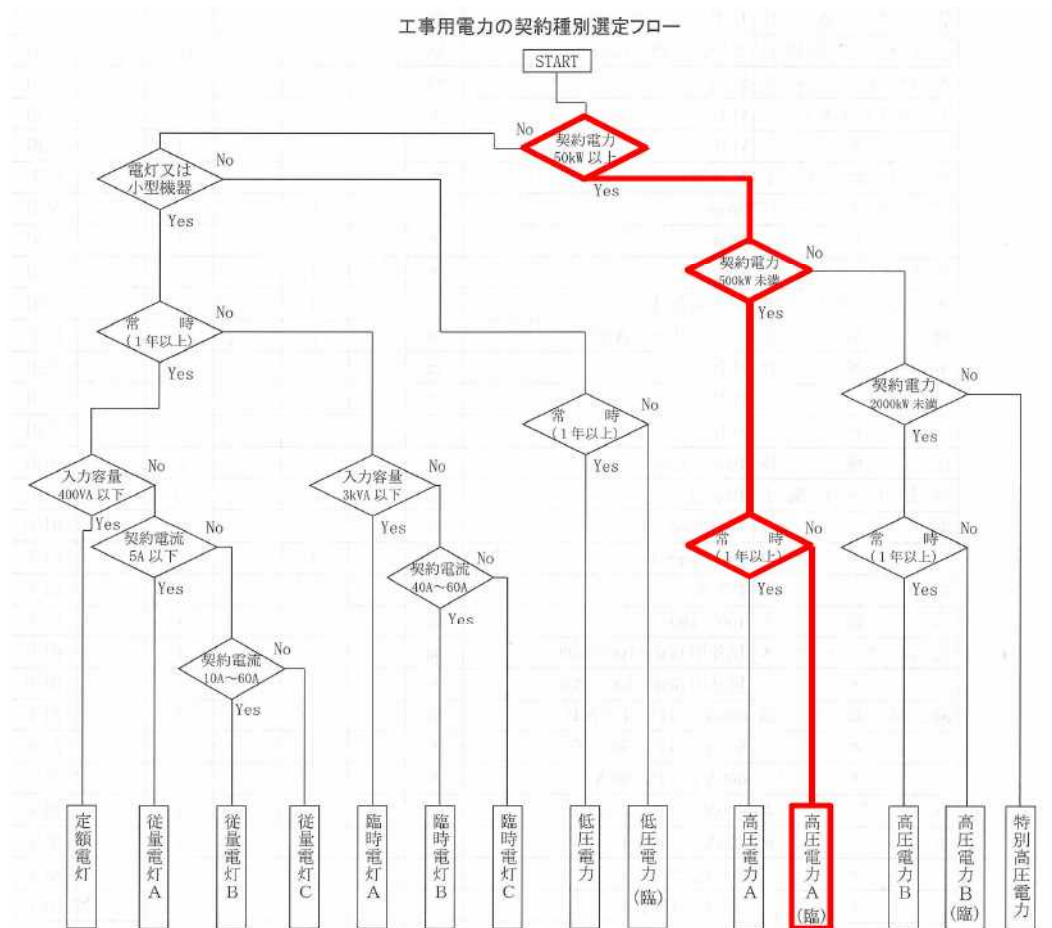 工事用電力の契約種別選定フロー
START
No
契約電力
50kW 以上
Yes
電灯又は
小型機器
No
Yes
契約電力
500kW 未満
No
Yes
常 時
(1年以上)
No
Yes
契約電力
2000kW 未満
No
Yes
常 時
(1年以上)
No
Yes
入力容量
400VA 以下
No
Yes
入力容量
3kVA 以下
No
Yes
契約電流
5A 以下
No
Yes
常 時
(1年以上)
No
Yes
常 時
(1年以上)
No
Yes
契約電流
40A～60A
No
Yes
契約電流
10A～60A
No
Yes
定額電灯
従量電灯A
従量電灯B
従量電灯C
臨時電灯A
臨時電灯B
臨時電灯C
低圧電力
低圧電力(臨)
高圧電力A
高圧電力A(臨)
高圧電力B
高圧電力B(臨)
特別高圧電力